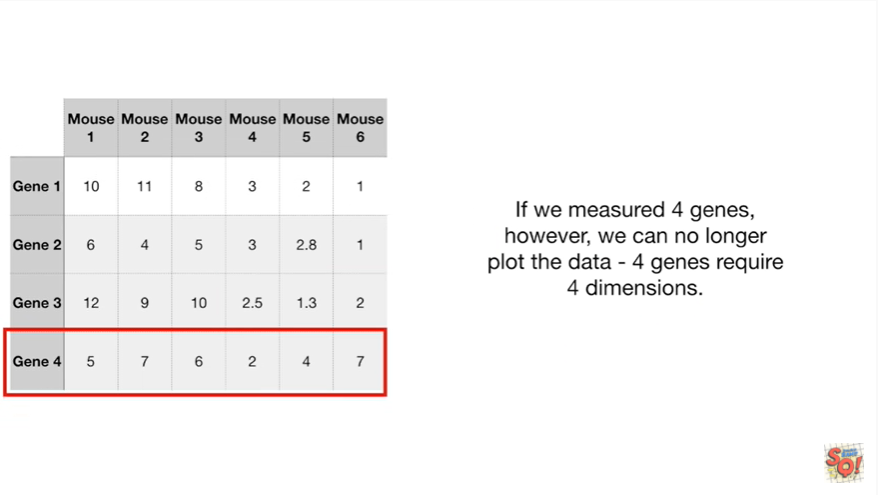 Mouse 1 Mouse 2 Mouse 3 Mouse 4 Mouse 5 Mouse 6
Gene 1 10 11 8 3 2 1
Gene 2 6 4 5 3 2.8 1
Gene 3 12 9 10 2.5 1.3 2
Gene 4 5 7 6 2 4 7
If we measured 4 genes,
however, we can no longer
plot the data - 4 genes require
4 dimensions.
SO!